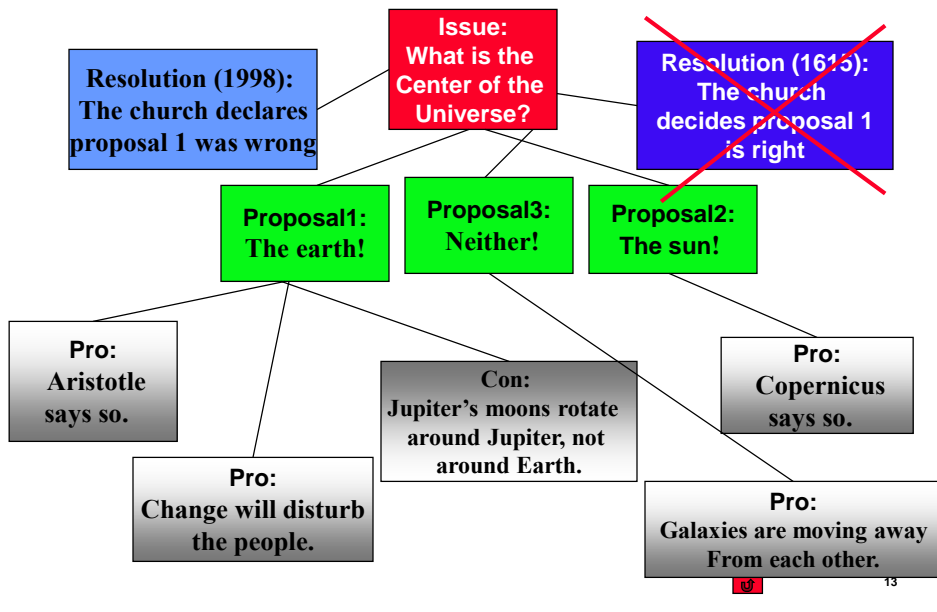 Issue:
What is the
Center of the
Universe?
Resolution (1998):
The church declares
proposal 1 was wrong
Resolution (1615):
The church
decides proposal 1
is right
Proposal1:
The earth!
Proposal3:
Neither!
Proposal2:
The sun!
Pro:
Aristotle
says so.
Con:
Jupiter’s moons rotate
around Jupiter, not
around Earth.
Pro:
Copernicus
says so.
Pro:
Change will disturb
the people.
Pro:
Galaxies are moving away
From each other.
13